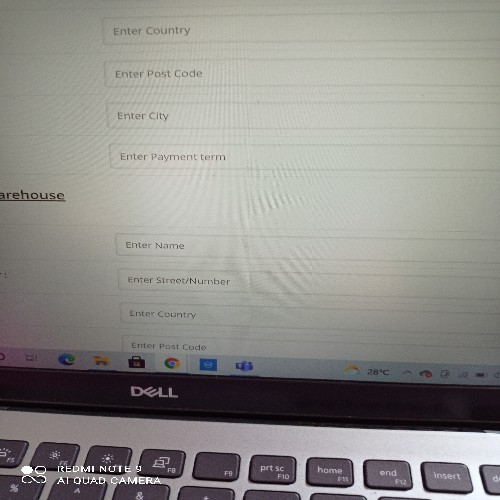 Enter Country
Enter Post Code
Enter City
Enter Payment term
arehouse
Enter Name
Enter Street/Number
Enter Country
Enter Post Code
28°C
DELL
F5
F8
F9
prt sc
F10
home
F11
end
F12
insert
%
^
&
REDMI NOTE 9
AI QUAD CAMERA